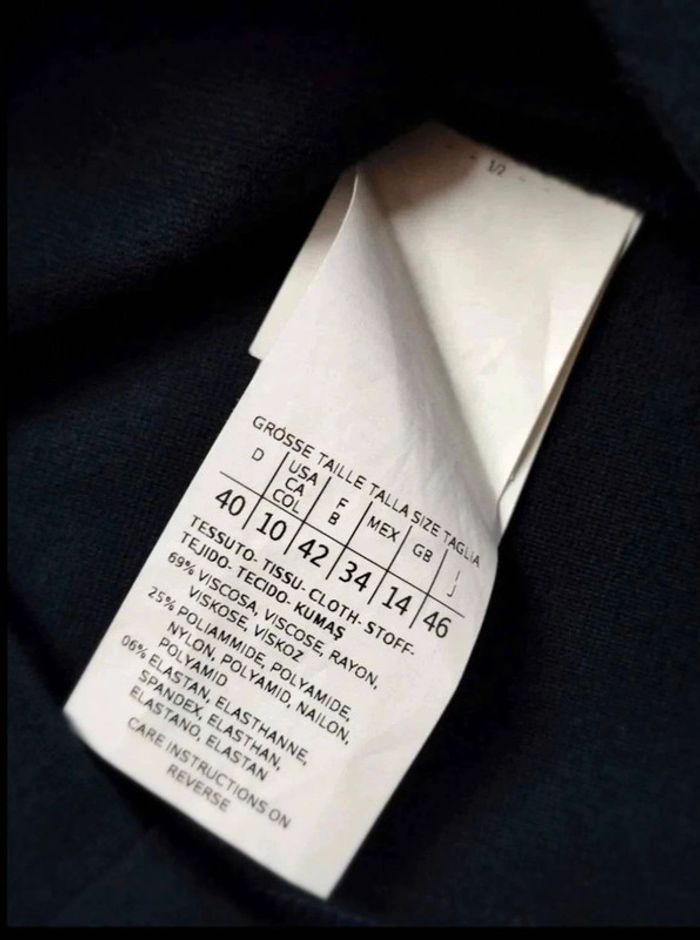 1/2
GRÖSSE TAILLE TALLA SIZE TAGLIA
D USA CA COL F B MEX GB I J
40 10 42 34 14 46
TESSUTO- TISSU- CLOTH- STOFF-
TEJIDO- TECIDO- KUMAŞ
69% VISCOSA, VISCOSE, RAYON,
VISKOSE, VISKOZ
25% POLIAMMIDE, POLYAMIDE,
NYLON, POLYAMID, NAILON,
POLYAMID
06% ELASTAN, ELASTHANNE,
SPANDEX, ELASTHAN,
ELASTANO, ELASTAN
CARE INSTRUCTIONS ON
REVERSE